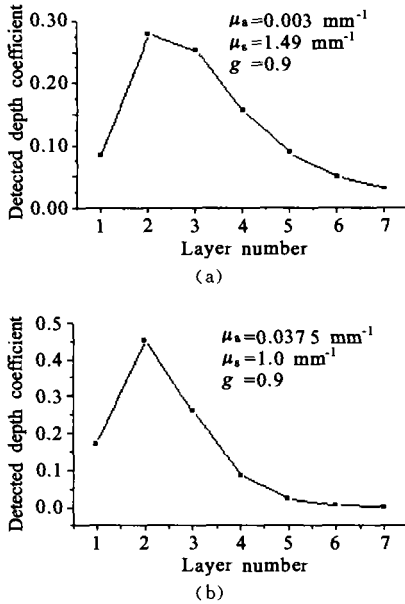 Detected depth coefficient
μa=0.003 mm-1
μs=1.49 mm-1
g =0.9
0.30
0.20
0.10
0.00
1 2 3 4 5 6 7
Layer number
(a)
Detected depth coefficient
μa=0.037 5 mm-1
μs=1.0 mm-1
g =0.9
0.5
0.4
0.3
0.2
0.1
0.0
1 2 3 4 5 6 7
Layer number
(b)